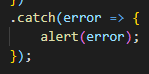 })
.catch(error => {
    alert(error);
});